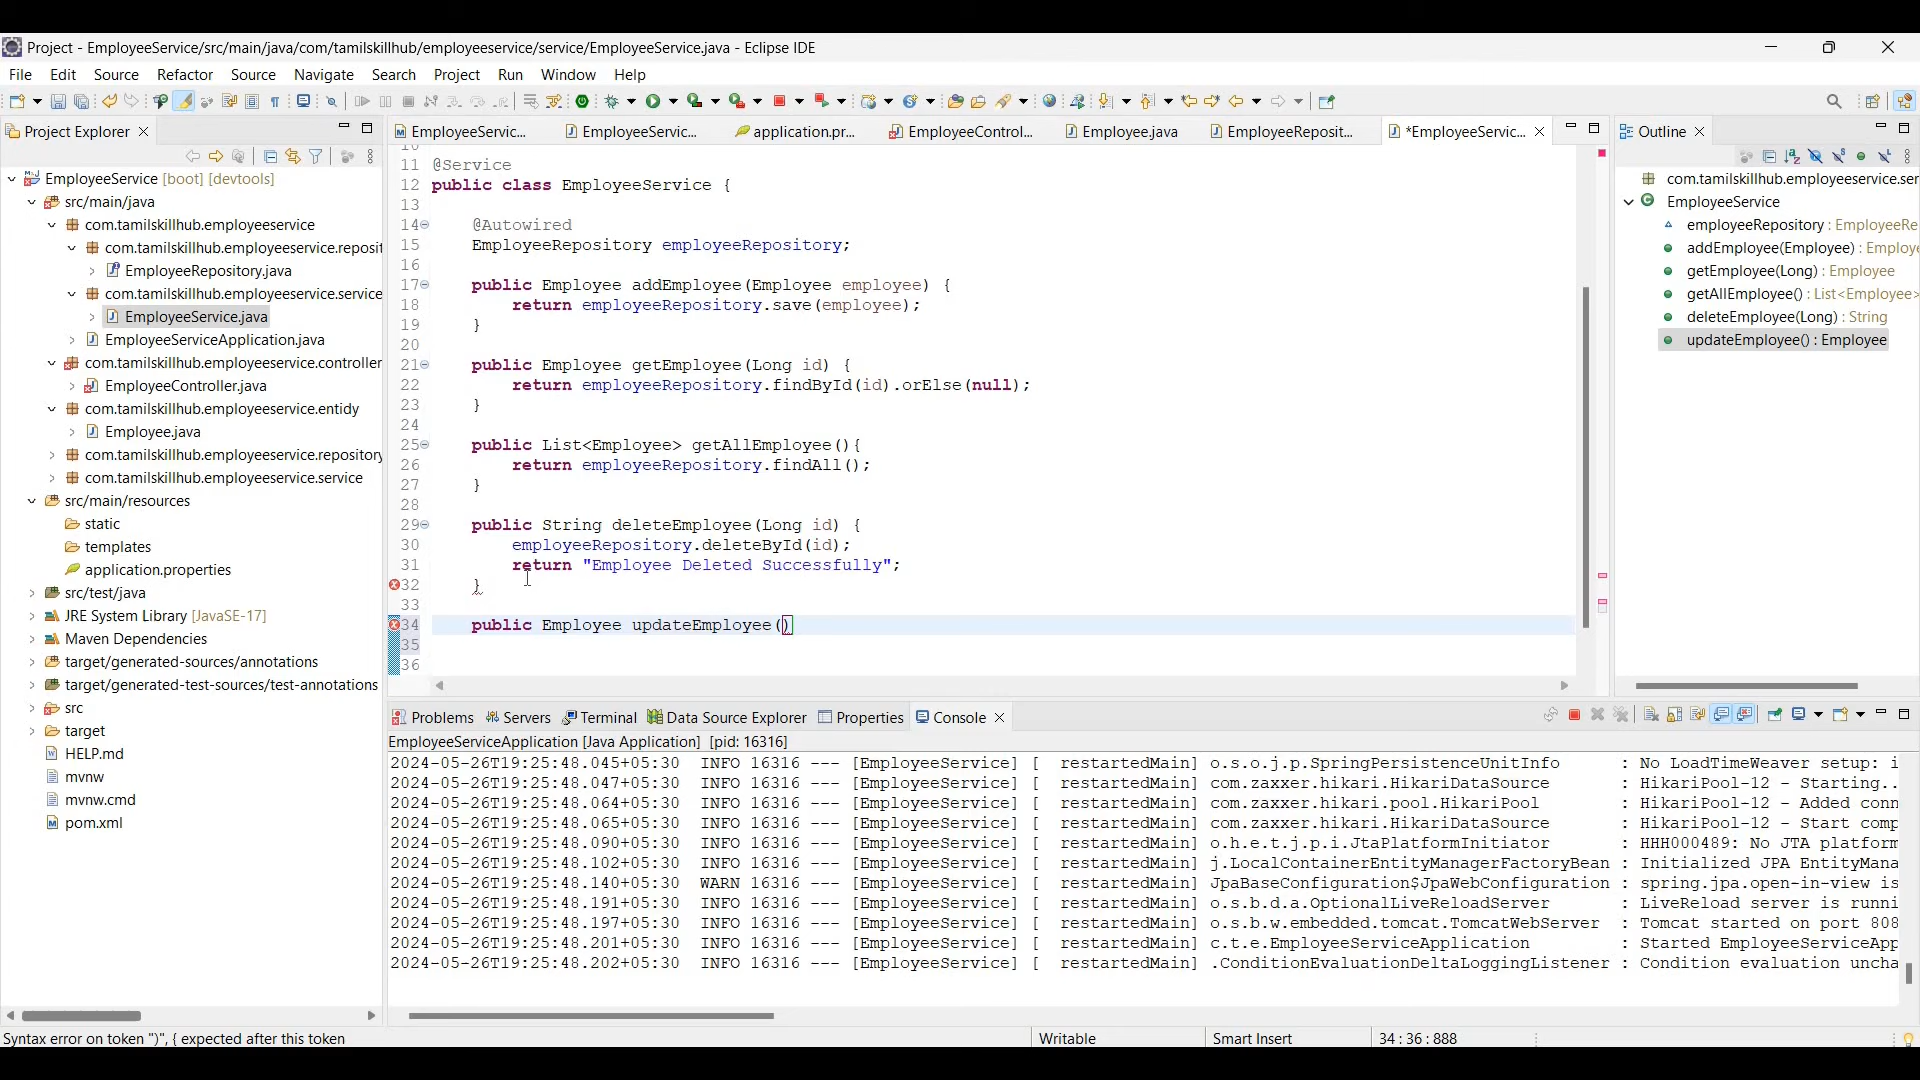 Project - EmployeeService/src/main/java/com/tamilskillhub/employeeservice/service/EmployeeService.java - Eclipse IDE
File Edit Source Refactor Source Navigate Search Project Run Window Help
Project Explorer
EmployeeService [boot] [devtools]
src/main/java
com.tamilskillhub.employeeservice
com.tamilskillhub.employeeservice.reposit
EmployeeRepository.java
com.tamilskillhub.employeeservice.service
EmployeeService.java
EmployeeServiceApplication.java
com.tamilskillhub.employeeservice.controller
EmployeeController.java
com.tamilskillhub.employeeservice.entidy
Employee.java
com.tamilskillhub.employeeservice.repository
com.tamilskillhub.employeeservice.service
src/main/resources
static
templates
application.properties
src/test/java
JRE System Library [JavaSE-17]
Maven Dependencies
target/generated-sources/annotations
target/generated-test-sources/test-annotations
src
target
HELP.md
mvnw
mvnw.cmd
pom.xml
EmployeeServic... EmployeeServic... application.pr... EmployeeControl... Employee.java EmployeeReposit... *EmployeeServic...
10
11 @Service
12 public class EmployeeService {
13
14 @Autowired
15 EmployeeRepository employeeRepository;
16
17 public Employee addEmployee(Employee employee) {
18 return employeeRepository.save(employee);
19 }
20
21 public Employee getEmployee(Long id) {
22 return employeeRepository.findById(id).orElse(null);
23 }
24
25 public List<Employee> getAllEmployee(){
26 return employeeRepository.findAll();
27 }
28
29 public String deleteEmployee(Long id) {
30 employeeRepository.deleteById(id);
31 return "Employee Deleted Successfully";
32 }
33
34 public Employee updateEmployee()
35
36
Outline
com.tamilskillhub.employeeservice.ser
EmployeeService
employeeRepository : EmployeeRe
addEmployee(Employee) : Employe
getEmployee(Long) : Employee
getAllEmployee() : List<Employee>
deleteEmployee(Long) : String
updateEmployee() : Employee
Problems Servers Terminal Data Source Explorer Properties Console
EmployeeServiceApplication [Java Application] [pid: 16316]
2024-05-26T19:25:48.045+05:30 INFO 16316 --- [EmployeeService] [ restartedMain] o.s.o.j.p.SpringPersistenceUnitInfo : No LoadTimeWeaver setup: i
2024-05-26T19:25:48.047+05:30 INFO 16316 --- [EmployeeService] [ restartedMain] com.zaxxer.hikari.HikariDataSource : HikariPool-12 - Starting..
2024-05-26T19:25:48.064+05:30 INFO 16316 --- [EmployeeService] [ restartedMain] com.zaxxer.hikari.pool.HikariPool : HikariPool-12 - Added conn
2024-05-26T19:25:48.065+05:30 INFO 16316 --- [EmployeeService] [ restartedMain] com.zaxxer.hikari.HikariDataSource : HikariPool-12 - Start comp
2024-05-26T19:25:48.090+05:30 INFO 16316 --- [EmployeeService] [ restartedMain] o.h.e.t.j.p.i.JtaPlatformInitiator : HHH000489: No JTA platform
2024-05-26T19:25:48.102+05:30 INFO 16316 --- [EmployeeService] [ restartedMain] j.LocalContainerEntityManagerFactoryBean : Initialized JPA EntityMana
2024-05-26T19:25:48.140+05:30 WARN 16316 --- [EmployeeService] [ restartedMain] JpaBaseConfiguration$JpaWebConfiguration : spring.jpa.open-in-view is
2024-05-26T19:25:48.191+05:30 INFO 16316 --- [EmployeeService] [ restartedMain] o.s.b.d.a.OptionalLiveReloadServer : LiveReload server is runni
2024-05-26T19:25:48.197+05:30 INFO 16316 --- [EmployeeService] [ restartedMain] o.s.b.w.embedded.tomcat.TomcatWebServer : Tomcat started on port 808
2024-05-26T19:25:48.201+05:30 INFO 16316 --- [EmployeeService] [ restartedMain] c.t.e.EmployeeServiceApplication : Started EmployeeServiceApp
2024-05-26T19:25:48.202+05:30 INFO 16316 --- [EmployeeService] [ restartedMain] .ConditionEvaluationDeltaLoggingListener : Condition evaluation uncha
Syntax error on token ")", { expected after this token Writable Smart Insert 34 : 36 : 888